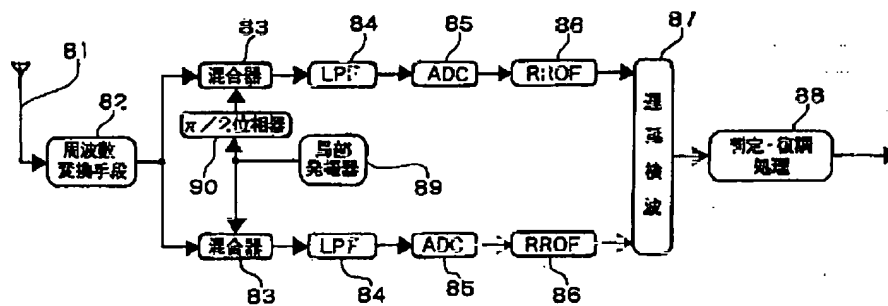 81
82
周波数
変換手段
83
混合器
84
LPF
85
ADC
86
RROF
87
遅延検波
88
判定・復調
処理
π/2位相器
90
局部
発振器
89
混合器
83
LPF
84
ADC
85
RROF
86